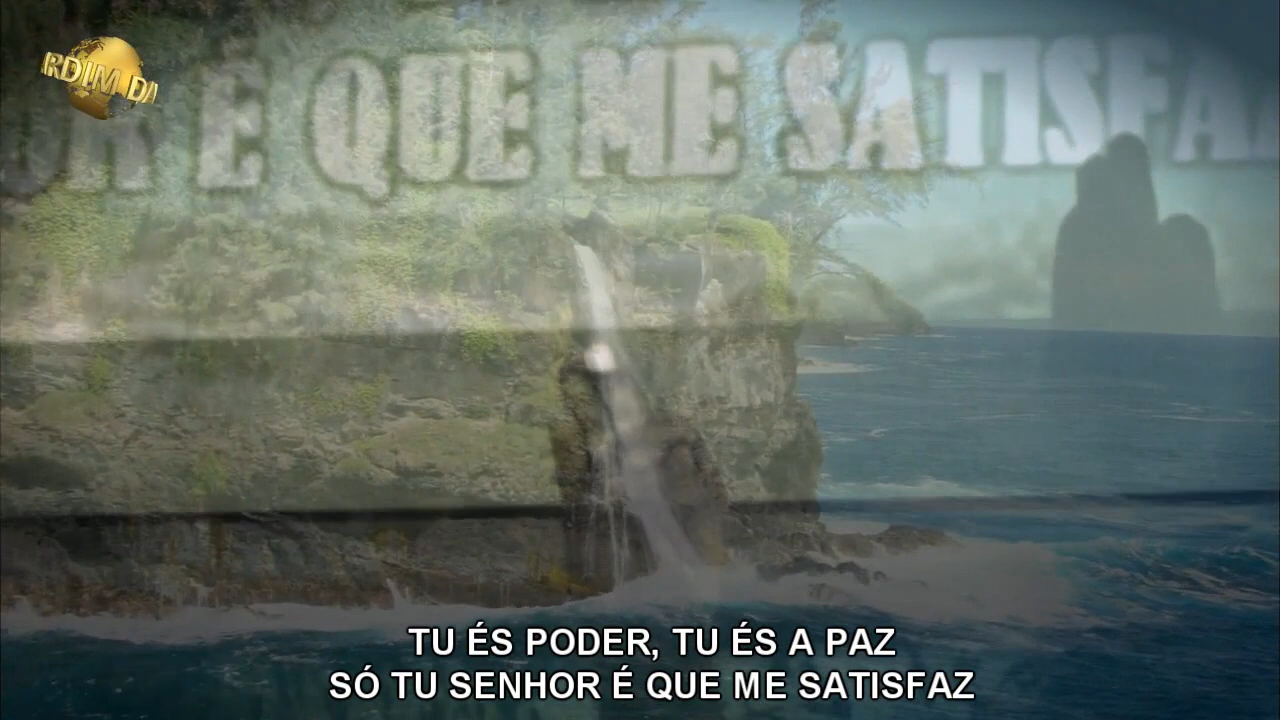 RDIM DA
É QUE ME SATISFA
TU ÉS PODER, TU ÉS A PAZ
SÓ TU SENHOR É QUE ME SATISFAZ